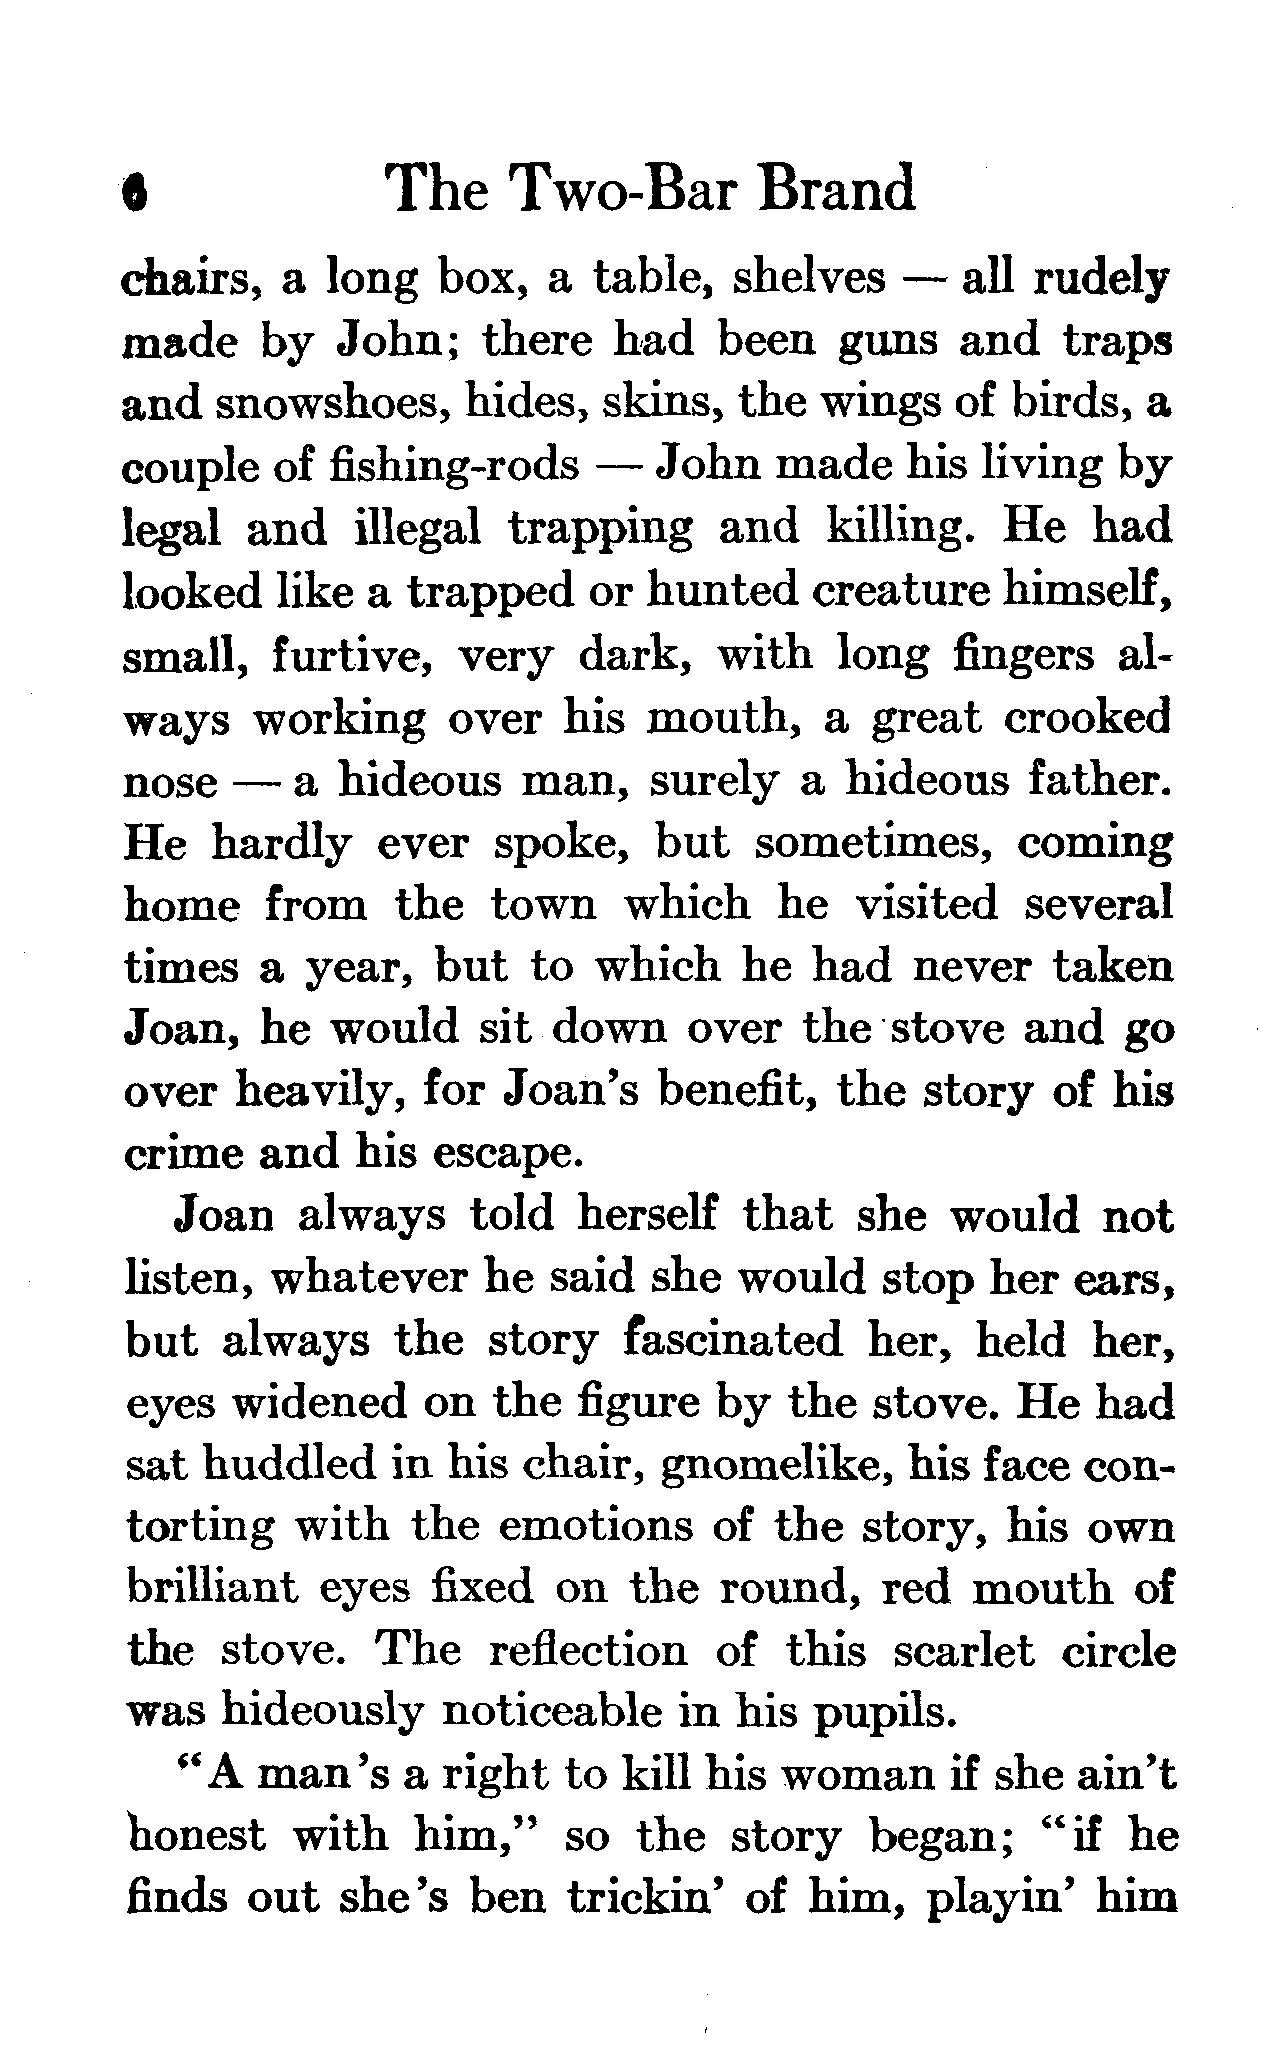 6 The Two-Bar Brand
chairs, a long box, a table, shelves — all rudely
made by John; there had been guns and traps
and snowshoes, hides, skins, the wings of birds, a
couple of fishing-rods — John made his living by
legal and illegal trapping and killing. He had
looked like a trapped or hunted creature himself,
small, furtive, very dark, with long fingers al-
ways working over his mouth, a great crooked
nose — a hideous man, surely a hideous father.
He hardly ever spoke, but sometimes, coming
home from the town which he visited several
times a year, but to which he had never taken
Joan, he would sit down over the stove and go
over heavily, for Joan's benefit, the story of his
crime and his escape.
Joan always told herself that she would not
listen, whatever he said she would stop her ears,
but always the story fascinated her, held her,
eyes widened on the figure by the stove. He had
sat huddled in his chair, gnomelike, his face con-
torting with the emotions of the story, his own
brilliant eyes fixed on the round, red mouth of
the stove. The reflection of this scarlet circle
was hideously noticeable in his pupils.
"A man's a right to kill his woman if she ain't
honest with him," so the story began; "if he
finds out she's ben trickin' of him, playin' him